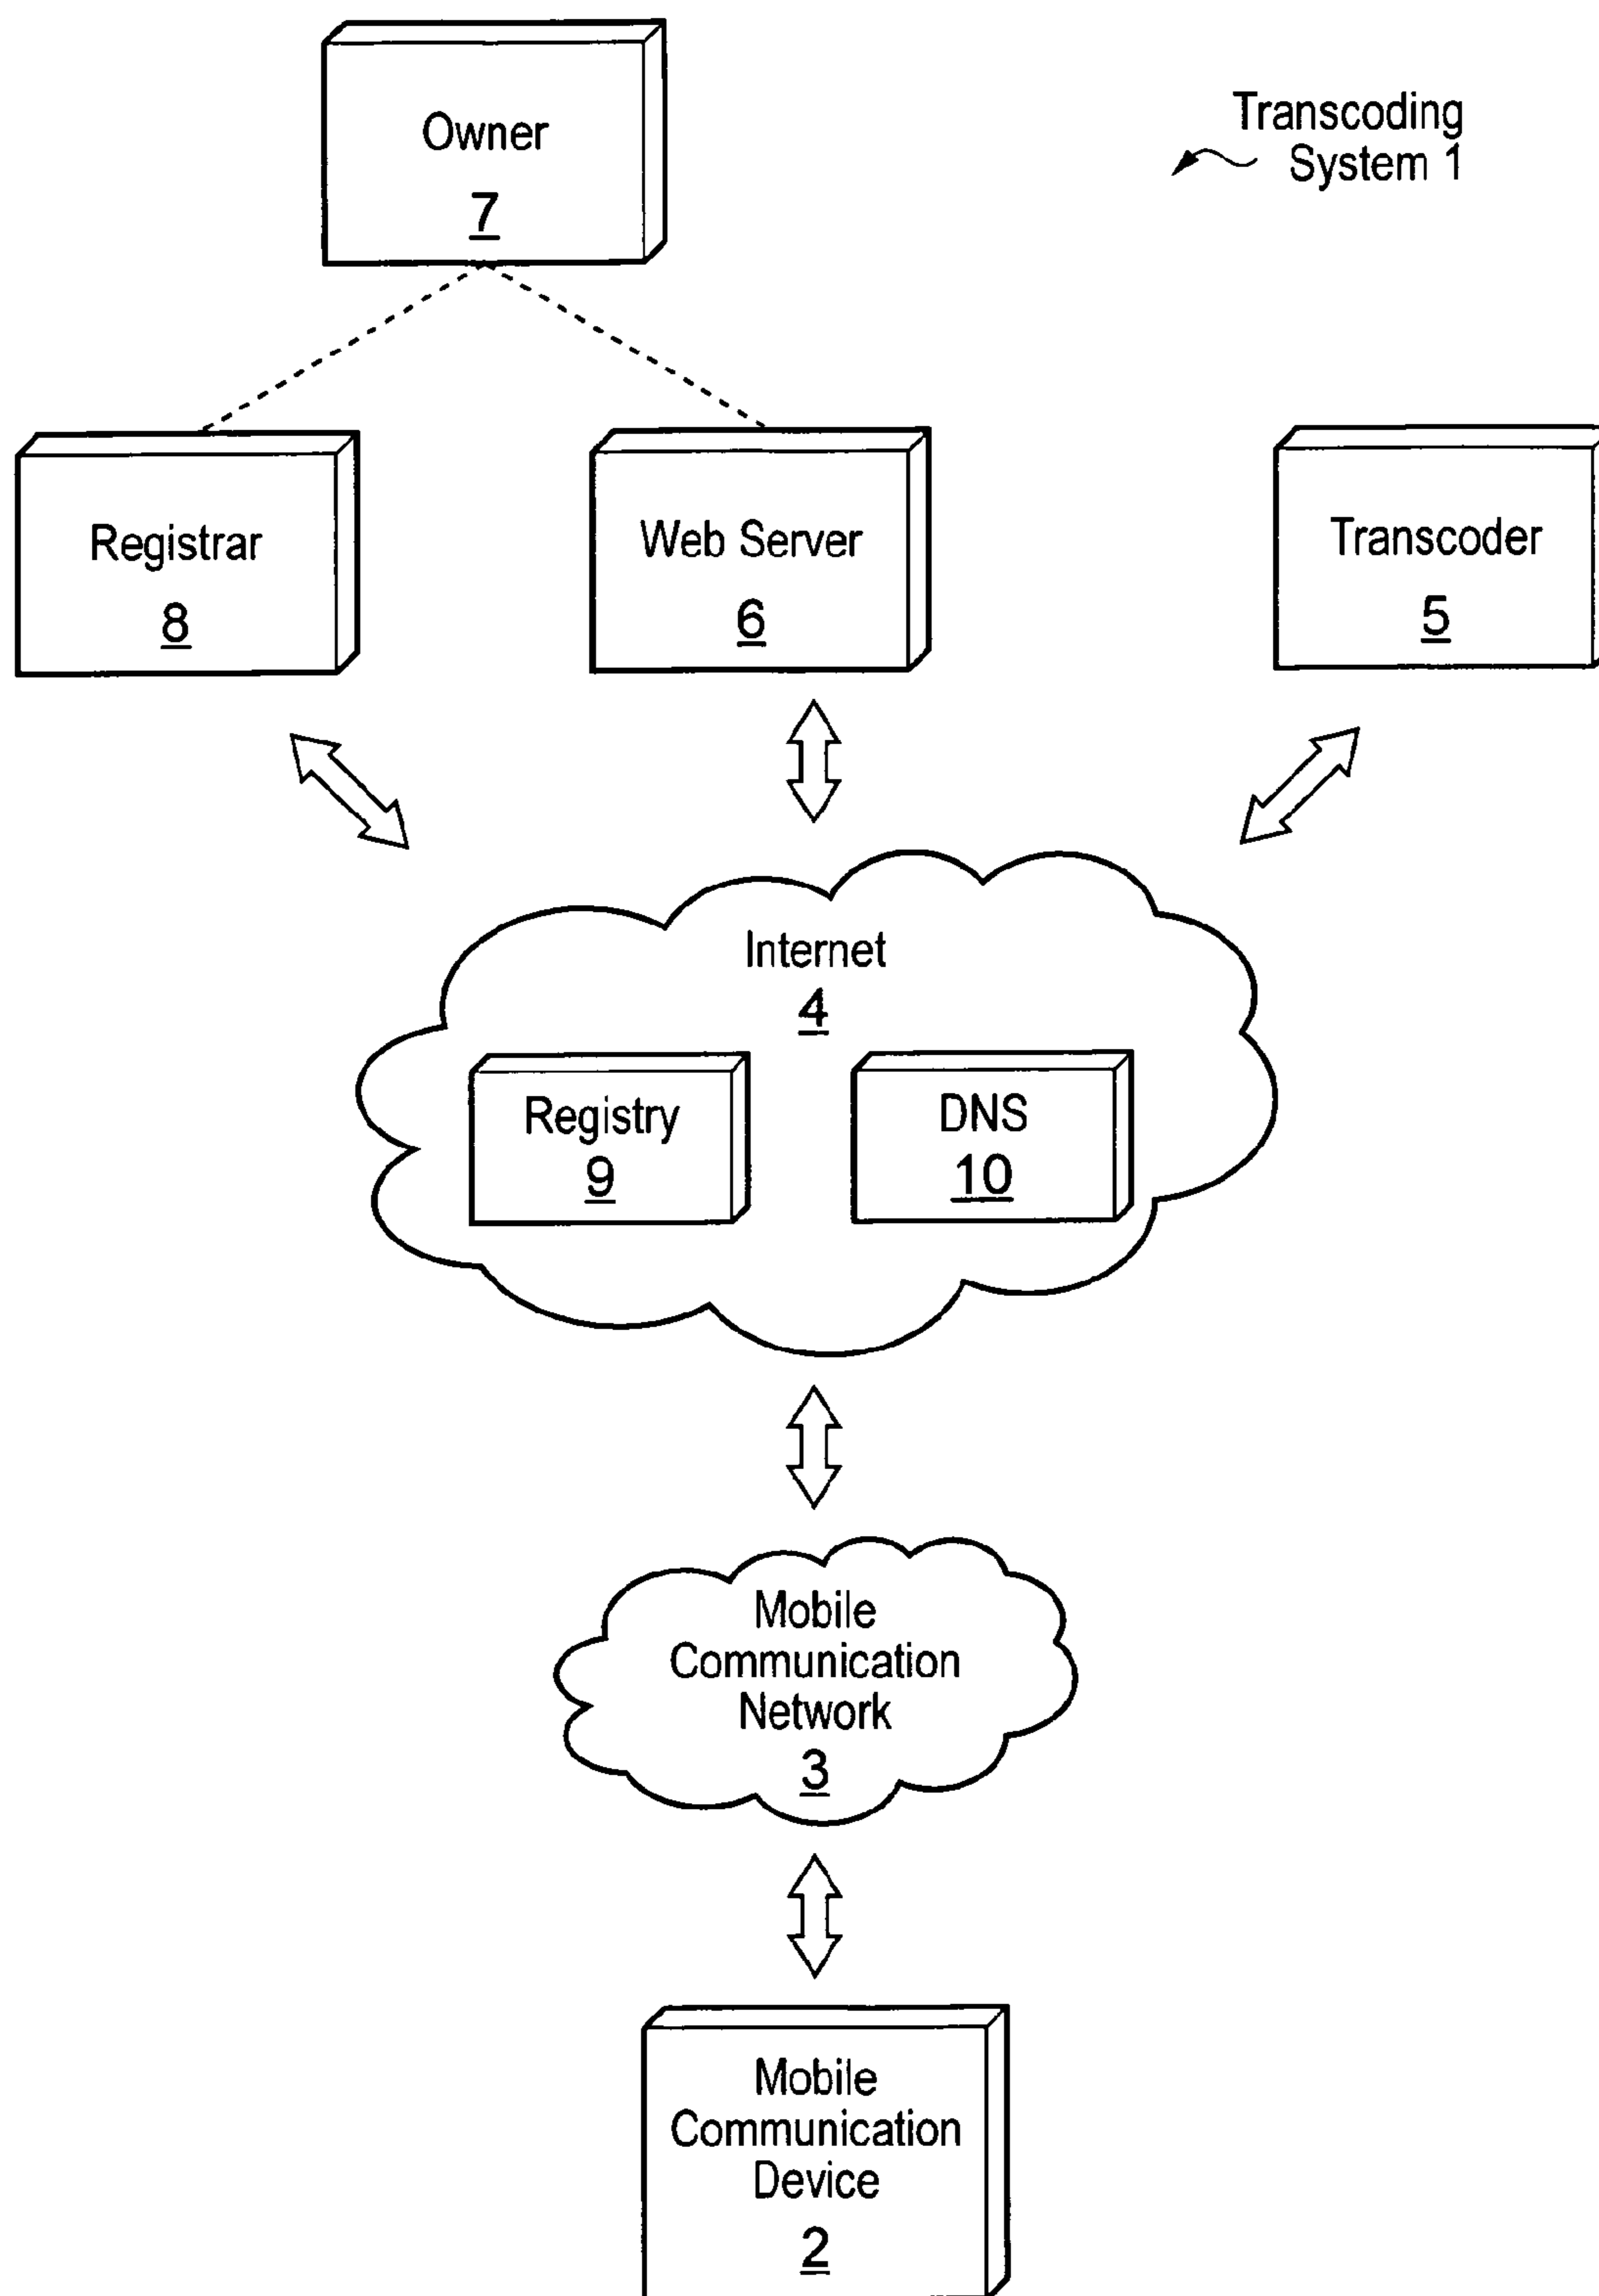 Owner
7
Transcoding
System 1
Registrar
8
Web Server
6
Transcoder
5
Internet
4
Registry
9
DNS
10
Mobile
Communication
Network
3
Mobile
Communication
Device
2